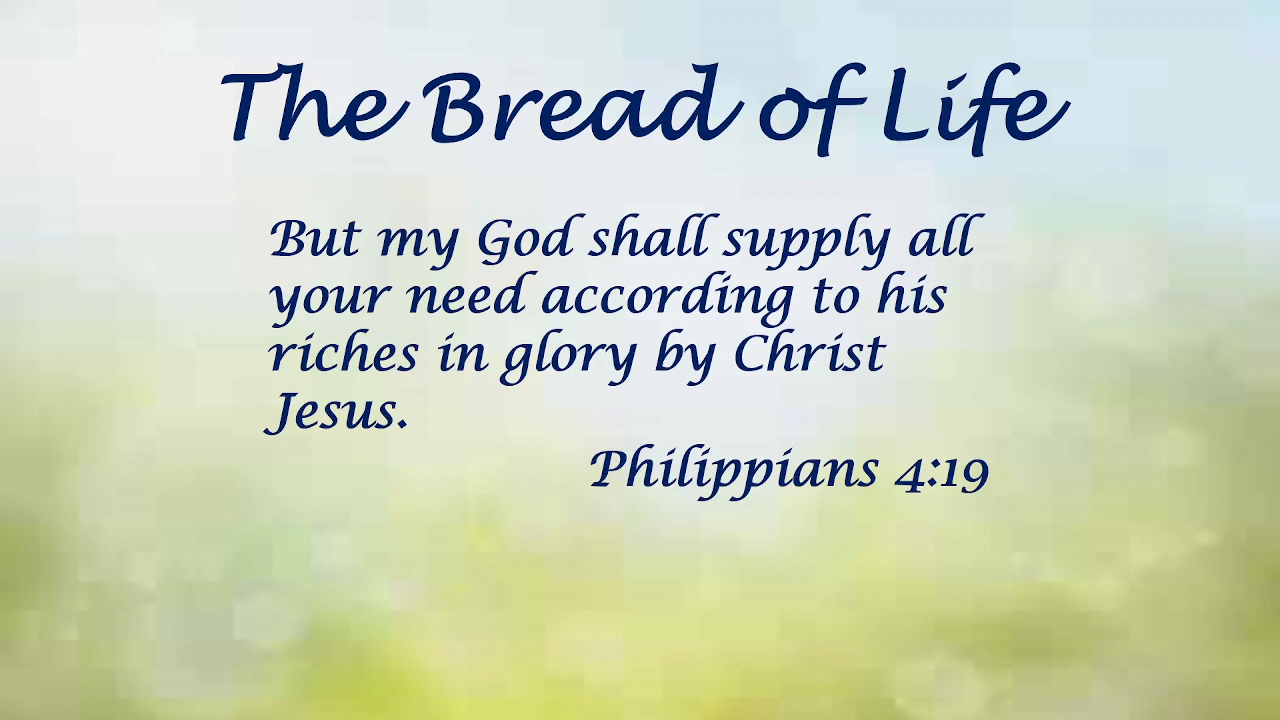 The Bread of Life
But my God shall supply all
your need according to his
riches in glory by Christ
Jesus.
Philippians 4:19